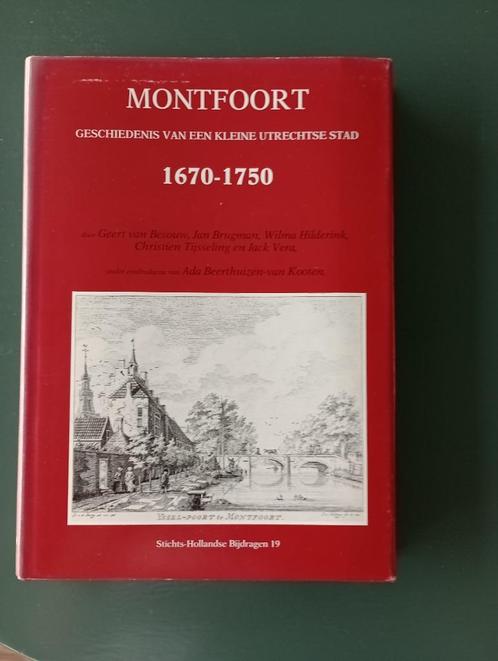 MONTFOORT
GESCHIEDENIS VAN EEN KLEINE UTRECHTSE STAD
1670-1750
door Geert van Bezouw, Jan Brugman, Wilma Hilderink,
Christien Tijsseling en Jack Vera,
onder eindredactie van Ada Beerthuizen-van Kooten.
YSSEL-POORT te MONTFOORT.
Stichts-Hollandse Bijdragen 19